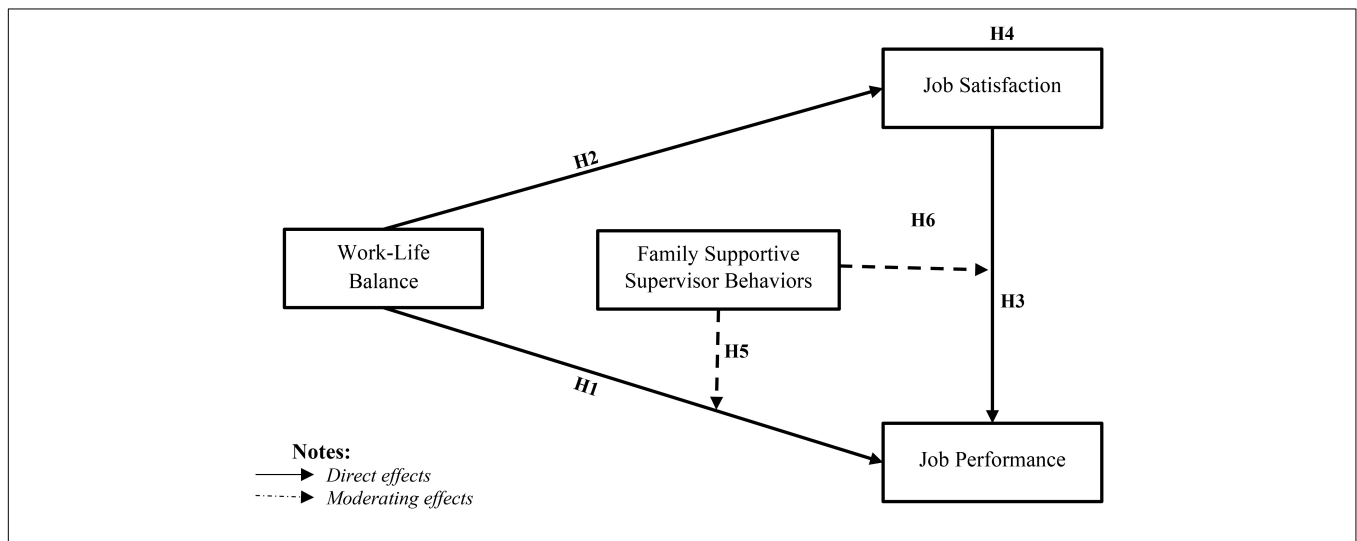 H4
Job Satisfaction
H2
Work-Life
Balance
Family Supportive
Supervisor Behaviors
H6
H3
H5
H1
Job Performance
Notes:
Direct effects
Moderating effects